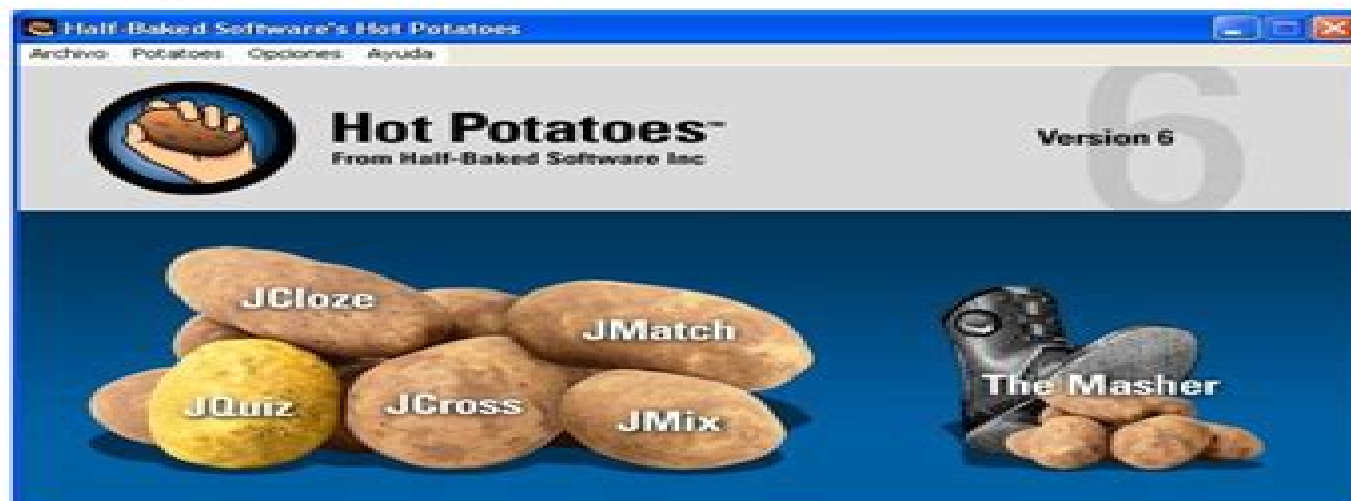 Half-Baked Software's Hot Potatoes
Archivo Potatoes Opciones Ayuda
Hot Potatoes™
From Half-Baked Software Inc
6
Version 6
JCloze
JMatch
JQuiz
JCross
JMix
The Masher